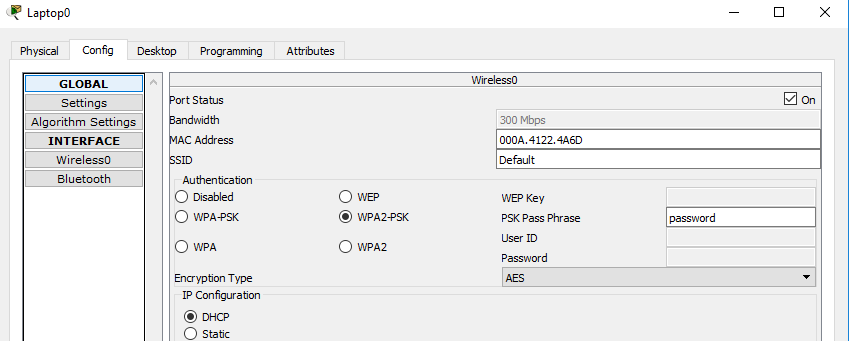 Laptop0
Physical Config Desktop Programming Attributes
GLOBAL
Settings
Algorithm Settings
INTERFACE
Wireless0
Bluetooth
Wireless0
Port Status On
Bandwidth 300 Mbps
MAC Address 000A.4122.4A6D
SSID Default
Authentication
Disabled WEP WEP Key
WPA-PSK WPA2-PSK PSK Pass Phrase password
User ID
WPA WPA2
Password
Encryption Type AES
IP Configuration
DHCP
Static